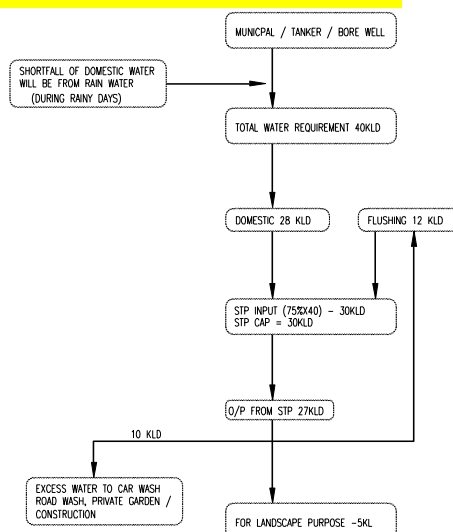 MUNICPAL / TANKER / BORE WELL
SHORTFALL OF DOMESTIC WATER
WILL BE FROM RAIN WATER
(DURING RAINY DAYS)
TOTAL WATER REQUIREMENT 40KLD
DOMESTIC 28 KLD
FLUSHING 12 KLD
STP INPUT (75%X40) - 30KLD
STP CAP = 30KLD
O/P FROM STP 27KLD
10 KLD
EXCESS WATER TO CAR WASH
ROAD WASH, PRIVATE GARDEN /
CONSTRUCTION
FOR LANDSCAPE PURPOSE -5KL